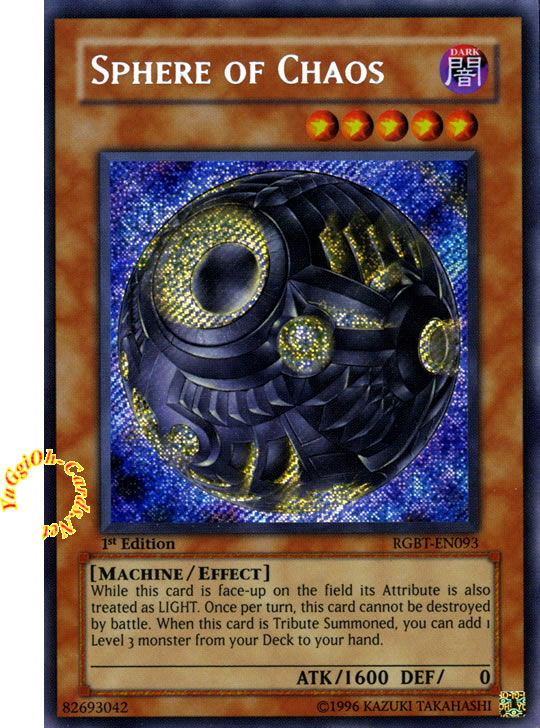 SPHERE OF CHAOS
DARK
闇
YuGgiOh-Cards.Net
1st Edition
RGBT-EN093
[MACHINE/EFFECT]
While this card is face-up on the field its Attribute is also
treated as LIGHT. Once per turn, this card cannot be destroyed
by battle. When this card is Tribute Summoned, you can add 1
Level 3 monster from your Deck to your hand.
ATK/1600 DEF/ 0
82693042
©1996 KAZUKI TAKAHASHI